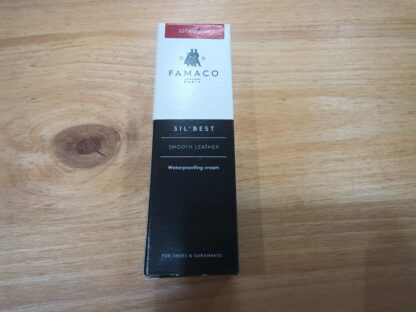 FAMACO
PARIS
SIL'BEST
SMOOTH LEATHER
Waterproofing cream
FOR SHOES & GARMENTS